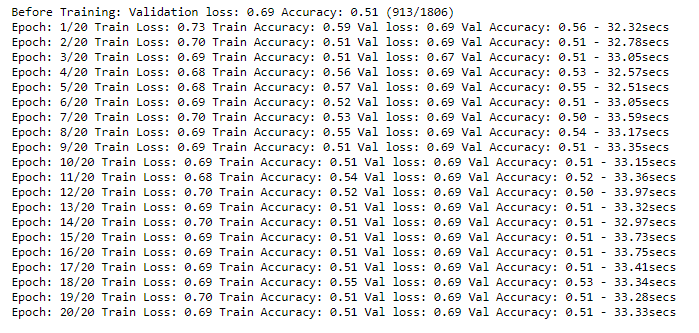 Before Training: Validation loss: 0.69 Accuracy: 0.51 (913/1806)
Epoch: 1/20 Train Loss: 0.73 Train Accuracy: 0.59 Val loss: 0.69 Val Accuracy: 0.56 - 32.32secs
Epoch: 2/20 Train Loss: 0.70 Train Accuracy: 0.51 Val loss: 0.69 Val Accuracy: 0.51 - 32.78secs
Epoch: 3/20 Train Loss: 0.69 Train Accuracy: 0.51 Val loss: 0.67 Val Accuracy: 0.51 - 33.05secs
Epoch: 4/20 Train Loss: 0.68 Train Accuracy: 0.56 Val loss: 0.69 Val Accuracy: 0.53 - 32.57secs
Epoch: 5/20 Train Loss: 0.68 Train Accuracy: 0.57 Val loss: 0.69 Val Accuracy: 0.55 - 32.51secs
Epoch: 6/20 Train Loss: 0.69 Train Accuracy: 0.52 Val loss: 0.69 Val Accuracy: 0.51 - 33.05secs
Epoch: 7/20 Train Loss: 0.70 Train Accuracy: 0.53 Val loss: 0.69 Val Accuracy: 0.50 - 33.59secs
Epoch: 8/20 Train Loss: 0.69 Train Accuracy: 0.55 Val loss: 0.69 Val Accuracy: 0.54 - 33.17secs
Epoch: 9/20 Train Loss: 0.69 Train Accuracy: 0.51 Val loss: 0.69 Val Accuracy: 0.51 - 33.35secs
Epoch: 10/20 Train Loss: 0.69 Train Accuracy: 0.51 Val loss: 0.69 Val Accuracy: 0.51 - 33.15secs
Epoch: 11/20 Train Loss: 0.68 Train Accuracy: 0.54 Val loss: 0.69 Val Accuracy: 0.52 - 33.36secs
Epoch: 12/20 Train Loss: 0.70 Train Accuracy: 0.52 Val loss: 0.69 Val Accuracy: 0.50 - 33.97secs
Epoch: 13/20 Train Loss: 0.69 Train Accuracy: 0.51 Val loss: 0.69 Val Accuracy: 0.51 - 33.32secs
Epoch: 14/20 Train Loss: 0.70 Train Accuracy: 0.51 Val loss: 0.69 Val Accuracy: 0.51 - 32.97secs
Epoch: 15/20 Train Loss: 0.69 Train Accuracy: 0.51 Val loss: 0.69 Val Accuracy: 0.51 - 33.73secs
Epoch: 16/20 Train Loss: 0.69 Train Accuracy: 0.51 Val loss: 0.69 Val Accuracy: 0.51 - 33.75secs
Epoch: 17/20 Train Loss: 0.69 Train Accuracy: 0.51 Val loss: 0.69 Val Accuracy: 0.51 - 33.41secs
Epoch: 18/20 Train Loss: 0.69 Train Accuracy: 0.55 Val loss: 0.69 Val Accuracy: 0.53 - 33.34secs
Epoch: 19/20 Train Loss: 0.70 Train Accuracy: 0.51 Val loss: 0.69 Val Accuracy: 0.51 - 33.28secs
Epoch: 20/20 Train Loss: 0.69 Train Accuracy: 0.51 Val loss: 0.69 Val Accuracy: 0.51 - 33.33secs